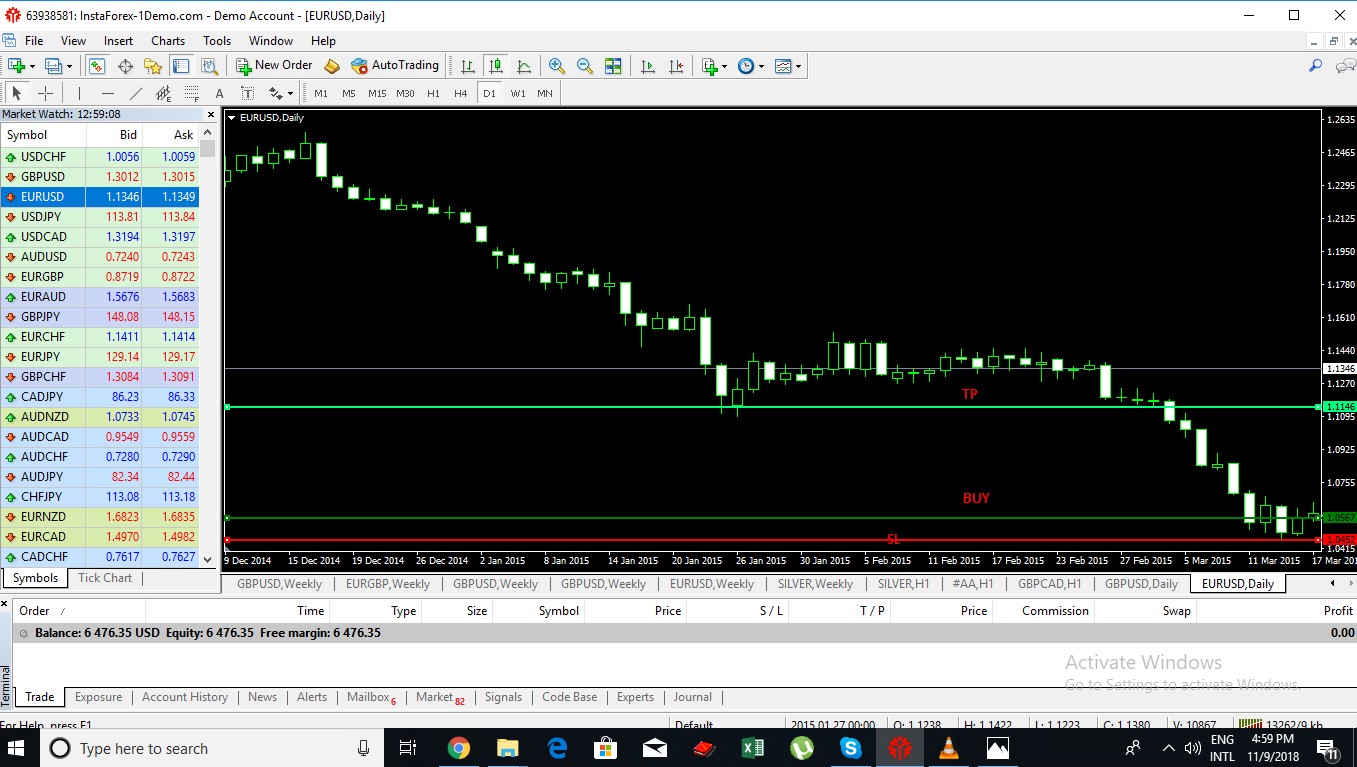 63938581: InstaForex-1Demo.com - Demo Account - [EURUSD,Daily]
File View Insert Charts Tools Window Help
New Order AutoTrading
A T M1 M5 M15 M30 H1 H4 D1 W1 MN
Market Watch: 12:59:08
Symbol Bid Ask
USDCHF 1.0056 1.0059
GBPUSD 1.3012 1.3015
EURUSD 1.1346 1.1349
USDJPY 113.81 113.84
USDCAD 1.3194 1.3197
AUDUSD 0.7240 0.7243
EURGBP 0.8719 0.8722
EURAUD 1.5676 1.5683
GBPJPY 148.08 148.15
EURCHF 1.1411 1.1414
EURJPY 129.14 129.17
GBPCHF 1.3084 1.3091
CADJPY 86.23 86.33
AUDNZD 1.0733 1.0745
AUDCAD 0.9549 0.9559
AUDCHF 0.7280 0.7290
AUDJPY 82.34 82.44
CHFJPY 113.08 113.18
EURNZD 1.6823 1.6835
EURCAD 1.4970 1.4982
CADCHF 0.7617 0.7627
Symbols Tick Chart
EURUSD,Daily
TP
BUY
SL
1.2635
1.2465
1.2295
1.2125
1.1950
1.1780
1.1610
1.1440
1.1346
1.1270
1.1146
1.1095
1.0925
1.0755
1.0567
1.0452
1.0415
9 Dec 2014 15 Dec 2014 19 Dec 2014 26 Dec 2014 2 Jan 2015 8 Jan 2015 14 Jan 2015 20 Jan 2015 26 Jan 2015 30 Jan 2015 5 Feb 2015 11 Feb 2015 17 Feb 2015 23 Feb 2015 27 Feb 2015 5 Mar 2015 11 Mar 2015 17 Mar 201
GBPUSD,Weekly EURGBP,Weekly GBPUSD,Weekly GBPUSD,Weekly EURUSD,Weekly SILVER,Weekly SILVER,H1 #AA,H1 GBPCAD,H1 GBPUSD,Daily EURUSD,Daily
Order / Time Type Size Symbol Price S / L T / P Price Commission Swap Profit
Balance: 6 476.35 USD Equity: 6 476.35 Free margin: 6 476.35 0.00
Activate Windows
Go to Settings to activate Windows.
Terminal
Trade Exposure Account History News Alerts Mailbox 6 Market 82 Signals Code Base Experts Journal
For Help, press F1 Default 2015.01.27 00:00 O: 1.1238 H: 1.1422 L: 1.1223 C: 1.1380 V: 10867 13262/9 kb
Type here to search
ENG
INTL
4:59 PM
11/9/2018
11